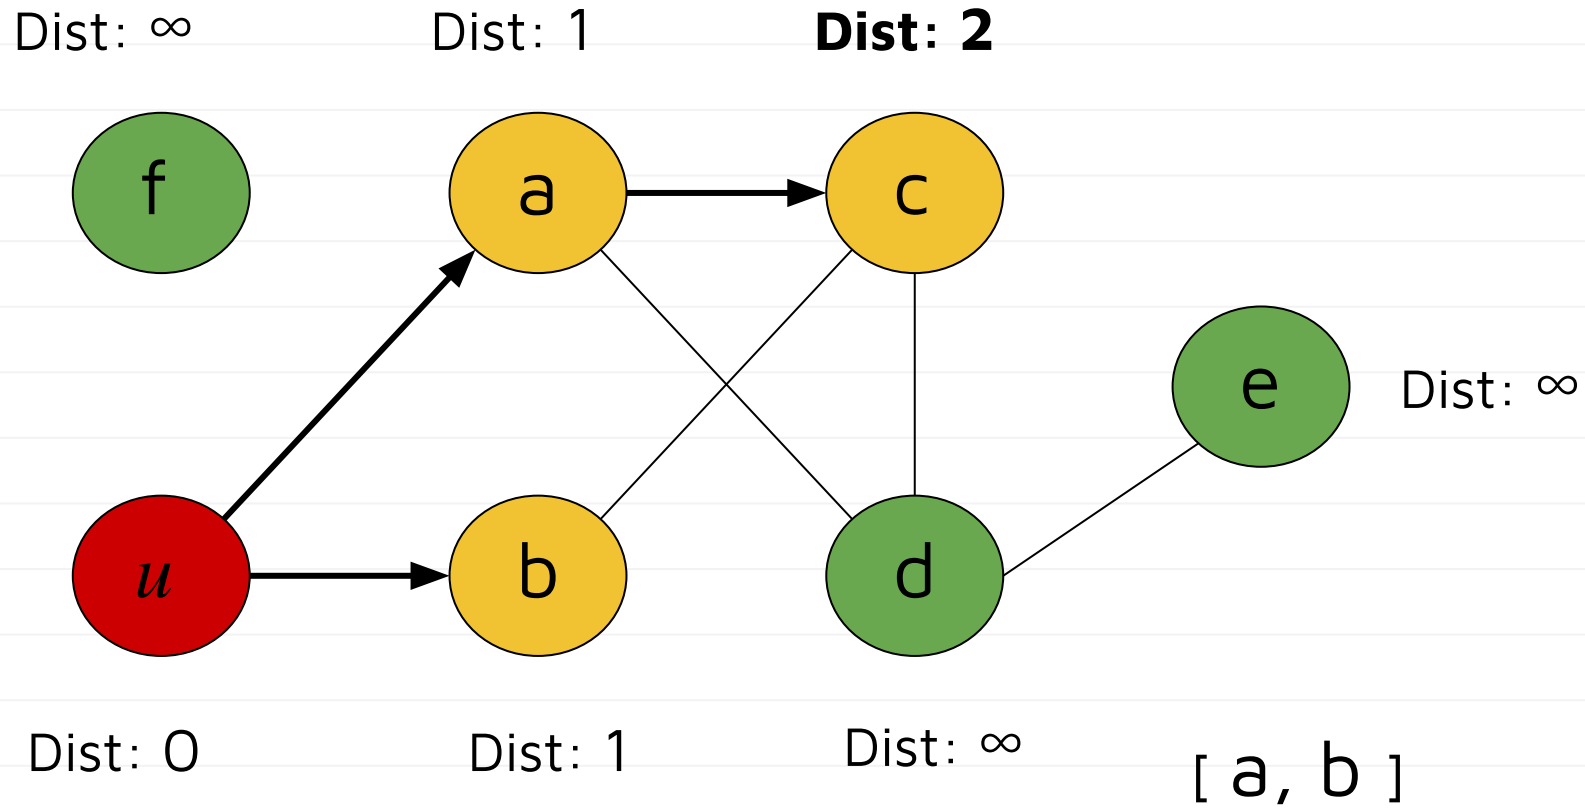 Dist: ∞
Dist: 1
Dist: 2
f
a
c
e
Dist: ∞
u
b
d
Dist: 0
Dist: 1
Dist: ∞
[ a, b ]